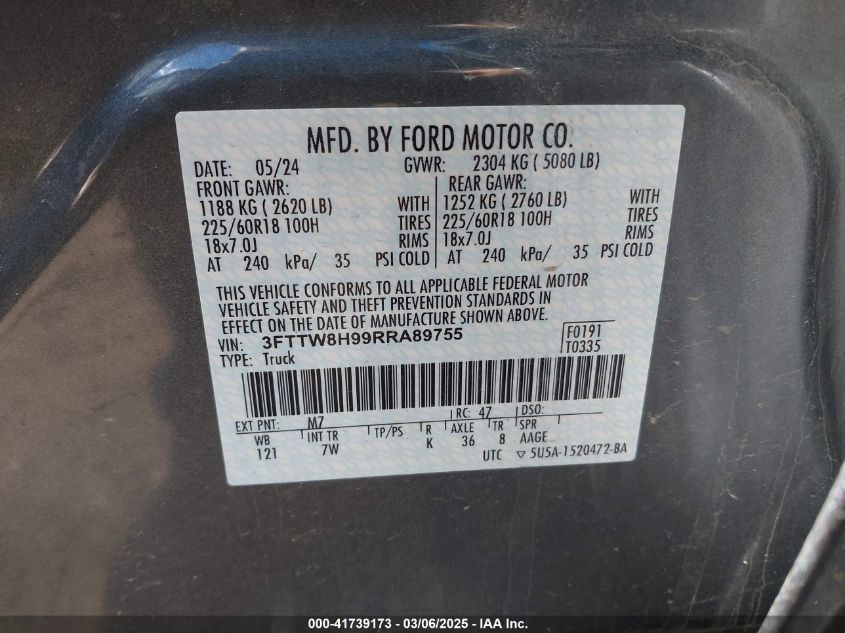 MFD. BY FORD MOTOR CO.
DATE: 05/24 GVWR: 2304 KG ( 5080 LB)
FRONT GAWR: REAR GAWR:
1188 KG ( 2620 LB) WITH 1252 KG ( 2760 LB) WITH
225/60R18 100H TIRES 225/60R18 100H TIRES
18x7.0J RIMS 18x7.0J RIMS
AT 240 kPa/ 35 PSI COLD AT 240 kPa/ 35 PSI COLD
THIS VEHICLE CONFORMS TO ALL APPLICABLE FEDERAL MOTOR
VEHICLE SAFETY AND THEFT PREVENTION STANDARDS IN
EFFECT ON THE DATE OF MANUFACTURE SHOWN ABOVE.
VIN: 3FTTW8H99RRA89755 F0191
TYPE: Truck T0335
EXT PNT: M7 RC: 47 DSO:
WB INT TR TP/PS R AXLE TR SPR
121 7W K 36 8 AAGE
UTC ▽ 5U5A-1520472-BA
000-41739173 - 03/06/2025 - IAA Inc.